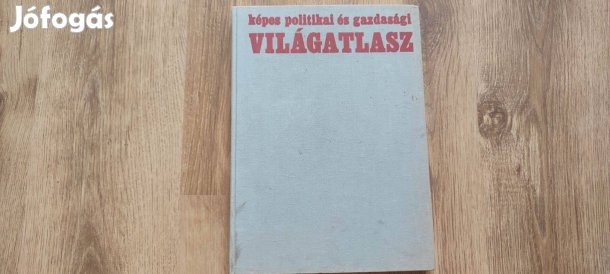 Jófogás
képes politikai és gazdasági
VILÁGATLASZ